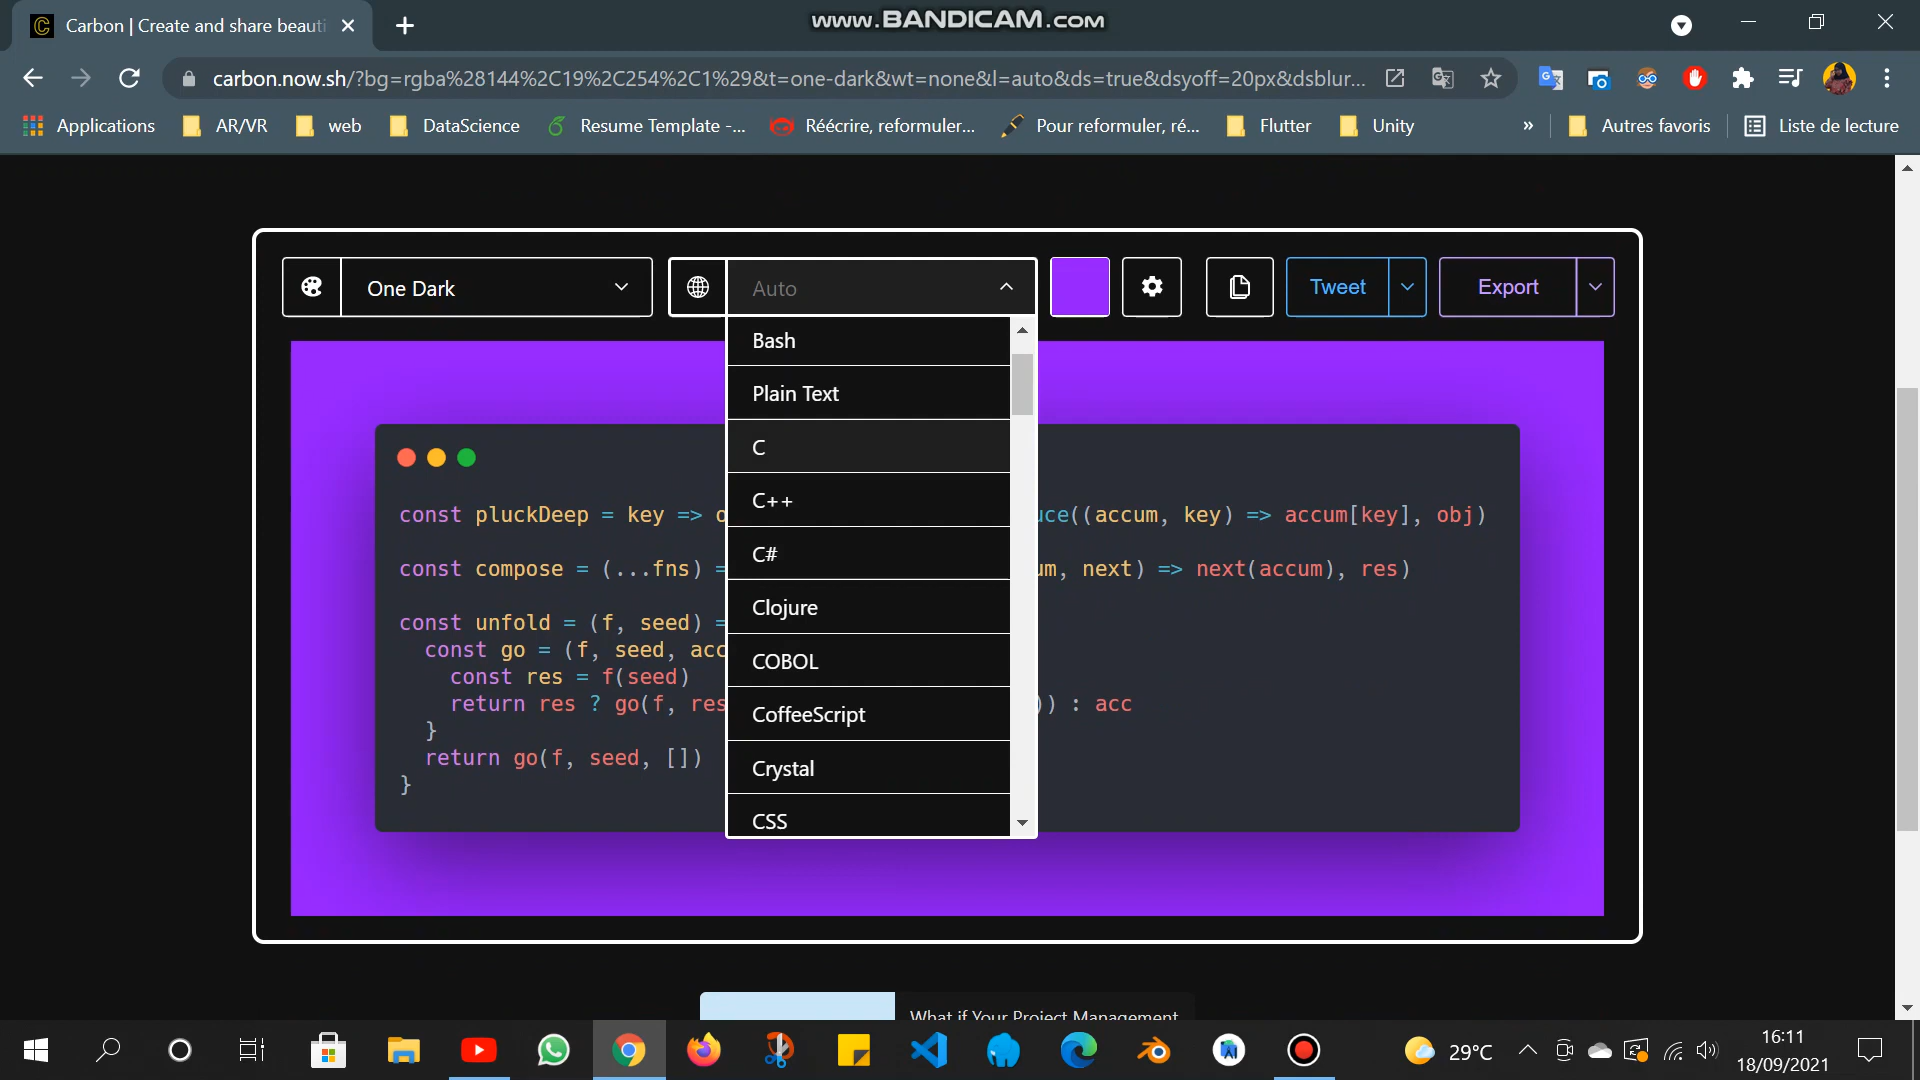 Carbon | Create and share beauti
www.BANDICAM.com
carbon.now.sh/?bg=rgba%28144%2C19%2C254%2C1%29&t=one-dark&wt=none&l=auto&ds=true&dsyoff=20px&dsblur...
Applications
AR/VR
web
DataScience
Resume Template -...
Réécrire, reformuler...
Pour reformuler, ré...
Flutter
Unity
»
Autres favoris
Liste de lecture
One Dark
Auto
Tweet
Export
Bash
Plain Text
C
C++
C#
Clojure
COBOL
CoffeeScript
Crystal
CSS
const pluckDeep = key => o uce((accum, key) => accum[key], obj)
const compose = (...fns) = um, next) => next(accum), res)
const unfold = (f, seed) =
const go = (f, seed, acc
const res = f(seed)
return res ? go(f, res )) : acc
}
return go(f, seed, [])
}
What if Your Project Management
29°C
16:11
18/09/2021